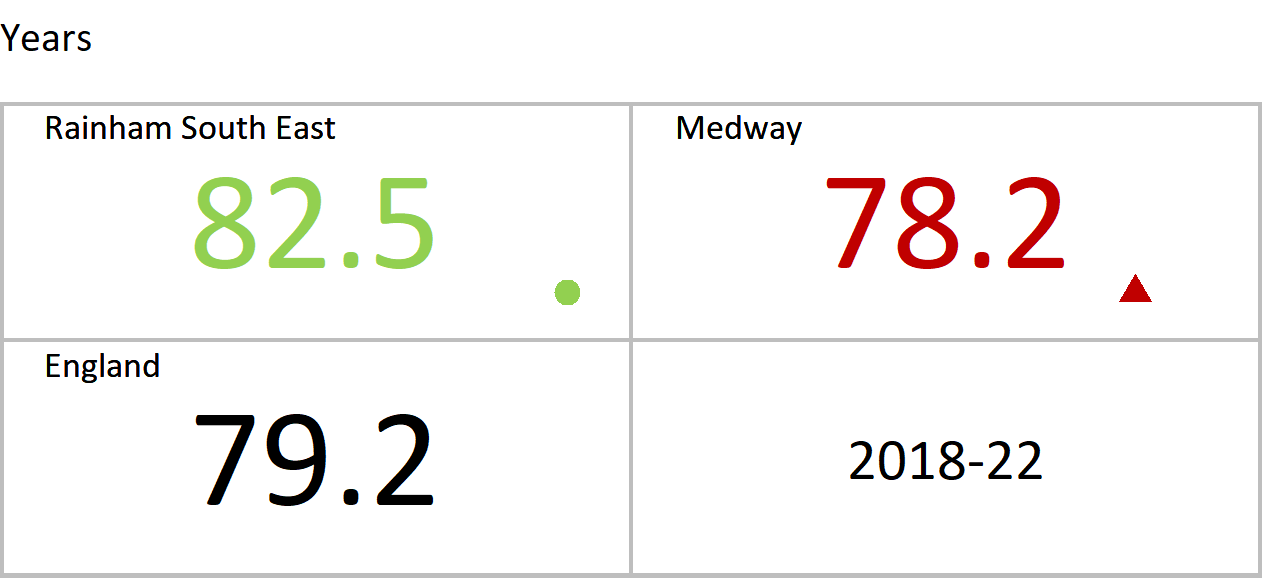 Years
Rainham South East
82.5
Medway
78.2
England
79.2
2018-22